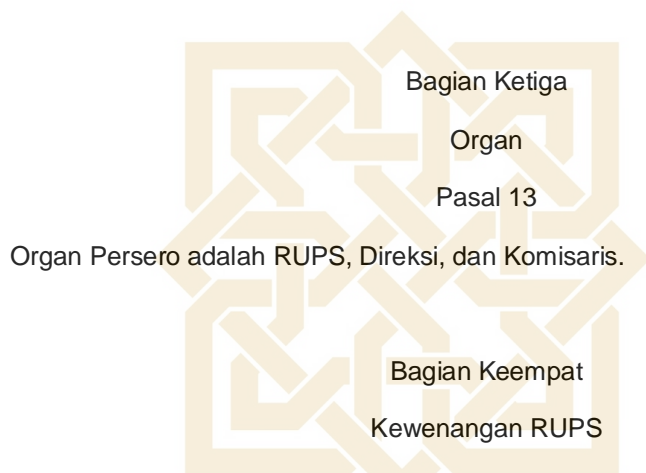 Bagian Ketiga
Organ
Pasal 13
Organ Persero adalah RUPS, Direksi, dan Komisaris.
Bagian Keempat
Kewenangan RUPS